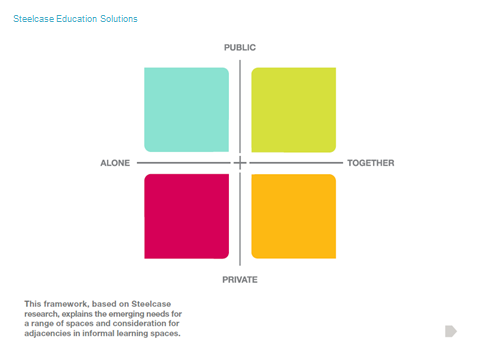 Steelcase Education Solutions
PUBLIC
ALONE
TOGETHER
PRIVATE
This framework, based on Steelcase
research, explains the emerging needs for
a range of spaces and consideration for
adjacencies in informal learning spaces.